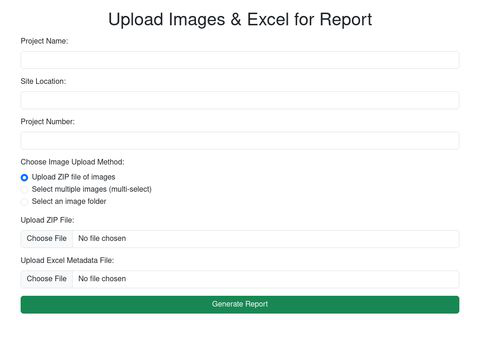 Upload Images & Excel for Report
Project Name:
Site Location:
Project Number:
Choose Image Upload Method:
Upload ZIP file of images
Select multiple images (multi-select)
Select an image folder
Upload ZIP File:
Choose File No file chosen
Upload Excel Metadata File:
Choose File No file chosen
Generate Report